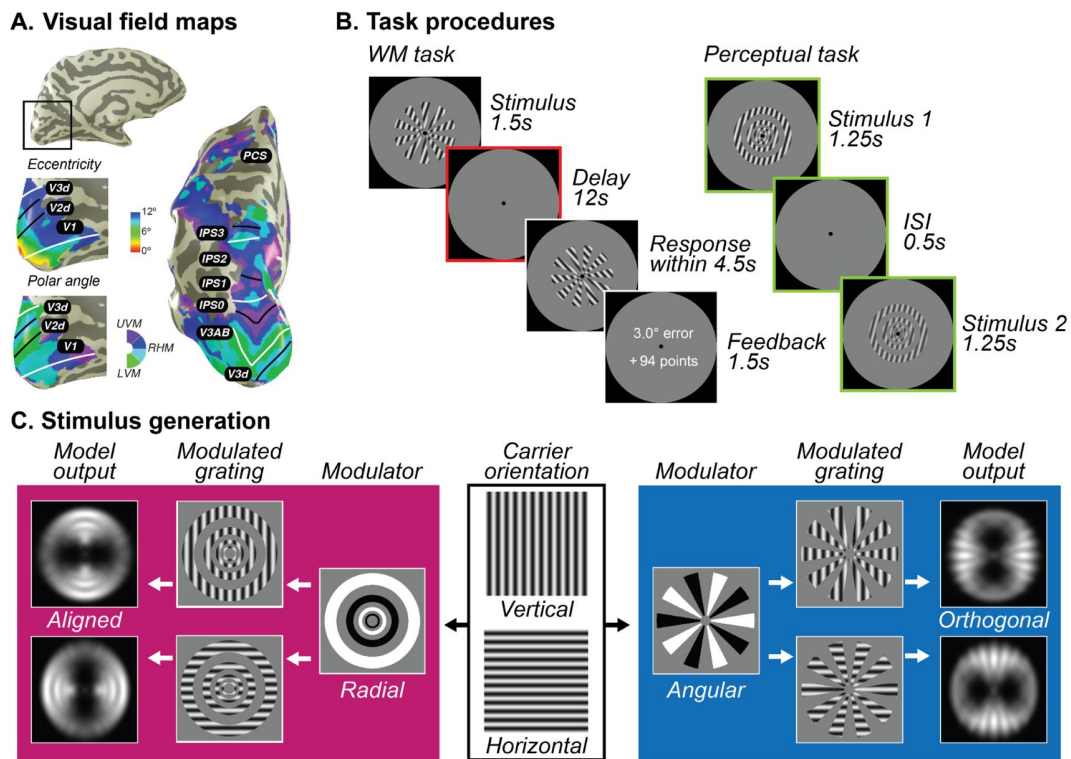 A. Visual field maps
Eccentricity
V3d
V2d
V1
12°
6°
0°
Polar angle
V3d
V2d
V1
UVM
RHM
LVM
PCS
IPS3
IPS2
IPS1
IPS0
V3AB
V3d
B. Task procedures
WM task
Stimulus
1.5s
Delay
12s
Response
within 4.5s
3.0° error
+94 points
Feedback
1.5s
Perceptual task
Stimulus 1
1.25s
ISI
0.5s
Stimulus 2
1.25s
C. Stimulus generation
Model
output
Modulated
grating
Modulator
Carrier
orientation
Modulator
Modulated
grating
Model
output
Aligned
Radial
Vertical
Horizontal
Angular
Orthogonal